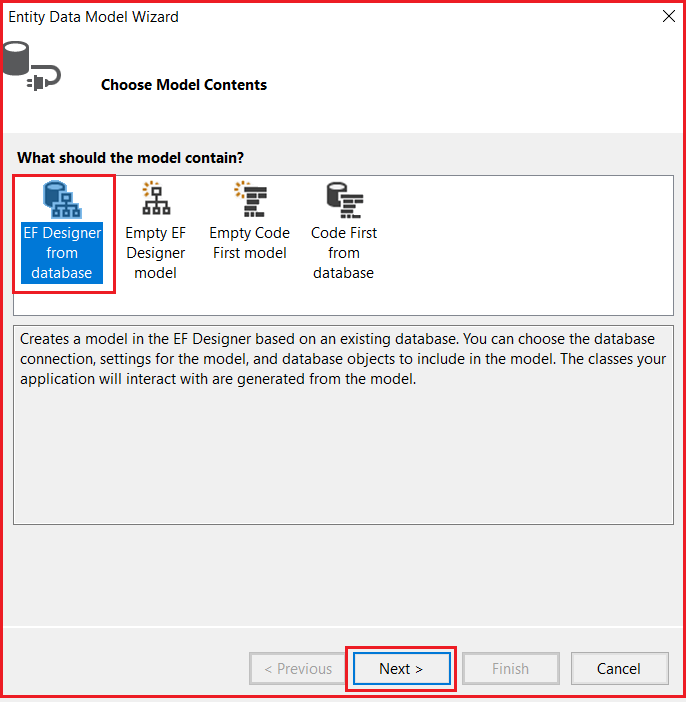 Entity Data Model Wizard
Choose Model Contents
What should the model contain?
EF Designer
from
database
Empty EF
Designer
model
Empty Code
First model
Code First
from
database
Creates a model in the EF Designer based on an existing database. You can choose the database
connection, settings for the model, and database objects to include in the model. The classes your
application will interact with are generated from the model.
< Previous
Next >
Finish
Cancel